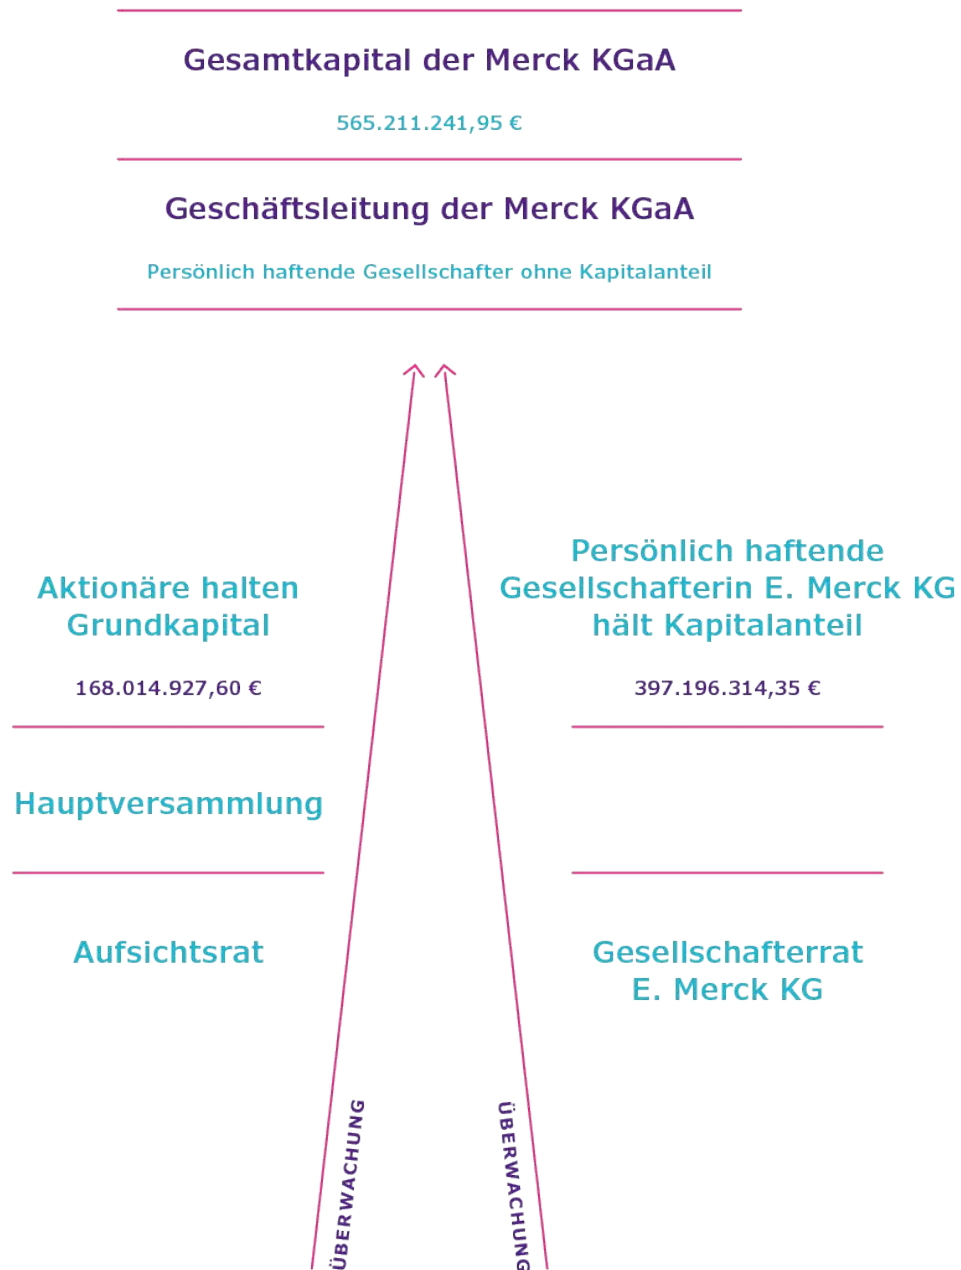 Gesamtkapital der Merck KGaA
565.211.241,95 €
Geschäftsleitung der Merck KGaA
Persönlich haftende Gesellschafter ohne Kapitalanteil
Aktionäre halten
Grundkapital
168.014.927,60 €
Hauptversammlung
Aufsichtsrat
ÜBERWACHUNG
Persönlich haftende
Gesellschafterin E. Merck KG
hält Kapitalanteil
397.196.314,35 €
Gesellschafterrat
E. Merck KG
ÜBERWACHUNG